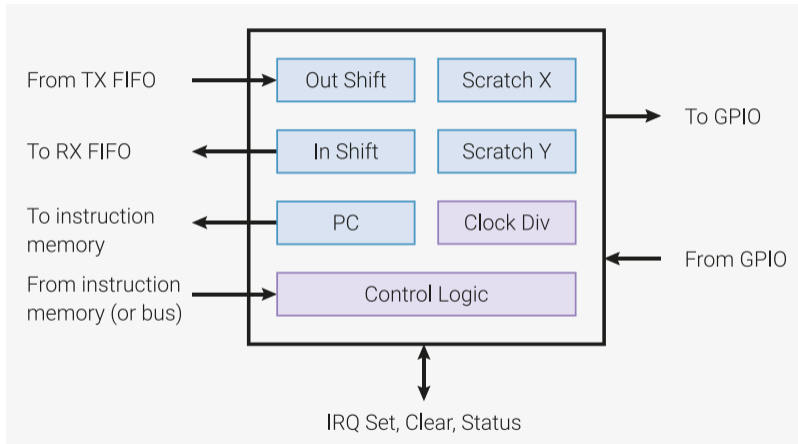 From TX FIFO
Out Shift
Scratch X
To GPIO
To RX FIFO
In Shift
Scratch Y
To instruction
memory
PC
Clock Div
From GPIO
From instruction
memory (or bus)
Control Logic
IRQ Set, Clear, Status